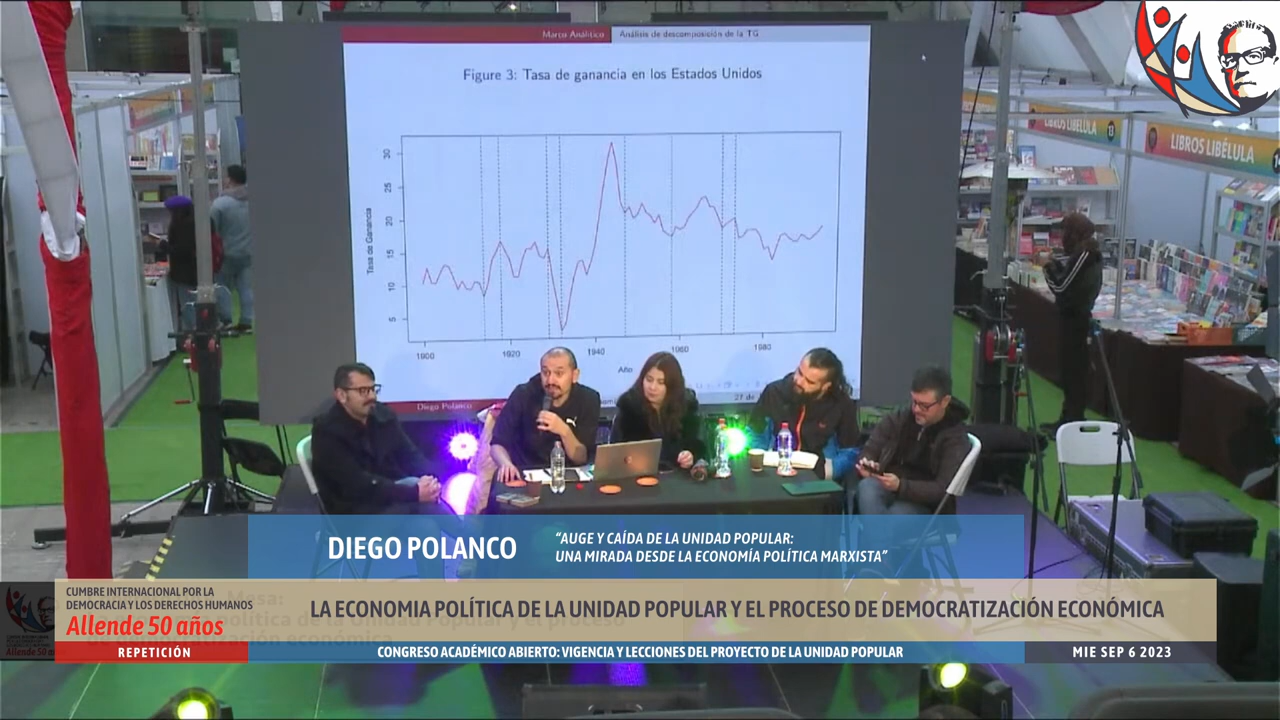 Marco Analítico
Análisis de descomposición de la TG
Figure 3: Tasa de ganancia en los Estados Unidos
Tasa de Ganancia
30
25
20
15
10
5
1900
1920
1940
1960
1980
Año
Diego Polanco
27 de
LIBROS LIBÉLULA
DIEGO POLANCO
"AUGE Y CAÍDA DE LA UNIDAD POPULAR:
UNA MIRADA DESDE LA ECONOMÍA POLÍTICA MARXISTA"
CUMBRE INTERNACIONAL POR LA
DEMOCRACIA Y LOS DERECHOS HUMANOS
Allende 50 años
LA ECONOMIA POLÍTICA DE LA UNIDAD POPULAR Y EL PROCESO DE DEMOCRATIZACIÓN ECONÓMICA
REPETICIÓN
CONGRESO ACADÉMICO ABIERTO: VIGENCIA Y LECCIONES DEL PROYECTO DE LA UNIDAD POPULAR
MIE SEP 6 2023